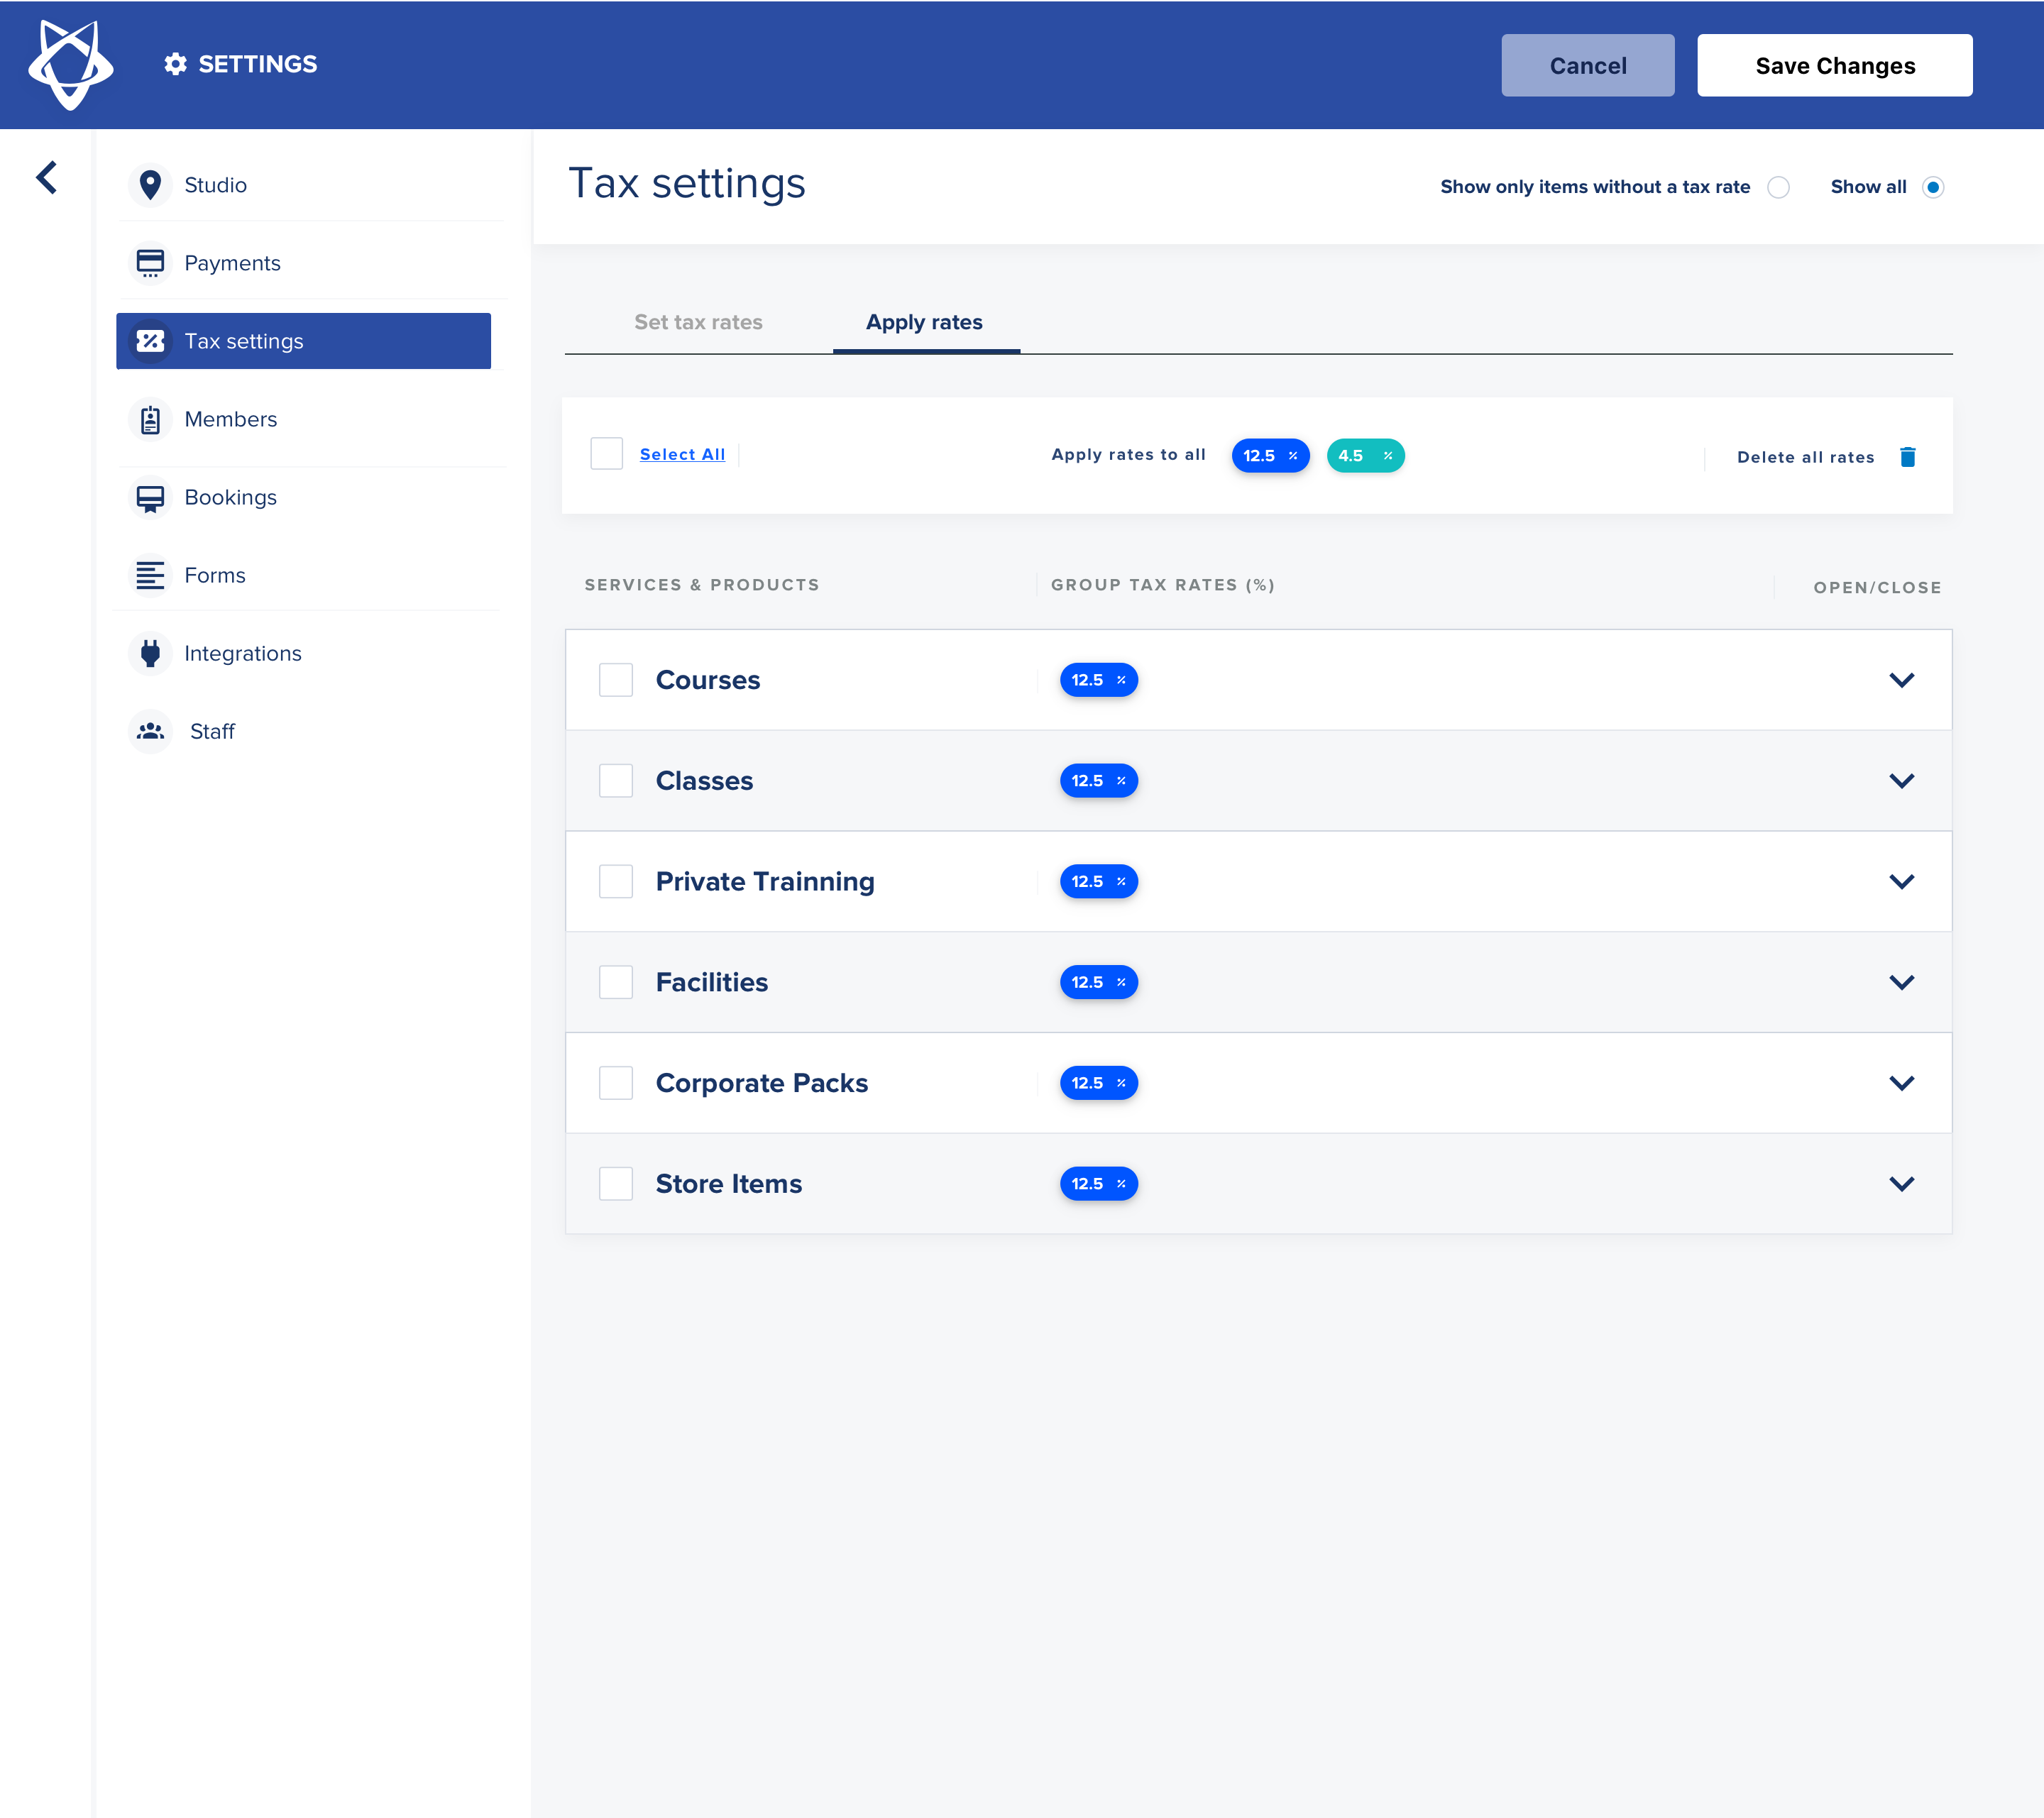 SETTINGS
Cancel
Save Changes
Studio
Payments
Tax settings
Members
Bookings
Forms
Integrations
Staff
Tax settings
Show only items without a tax rate
Show all
Set tax rates
Apply rates
Select All
Apply rates to all
12.5 %
4.5 %
Delete all rates
SERVICES & PRODUCTS
GROUP TAX RATES (%)
OPEN/CLOSE
Courses
12.5 %
Classes
12.5 %
Private Trainning
12.5 %
Facilities
12.5 %
Corporate Packs
12.5 %
Store Items
12.5 %